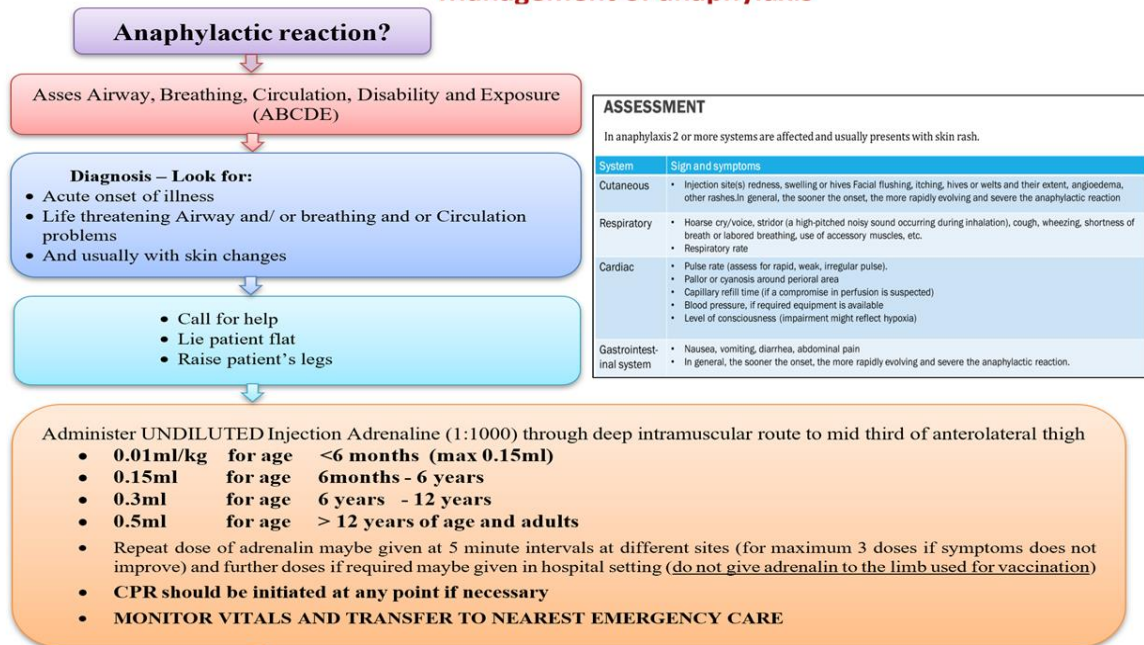 Management of anaphylaxis
Anaphylactic reaction?
Asses Airway, Breathing, Circulation, Disability and Exposure
(ABCDE)
Diagnosis – Look for:
• Acute onset of illness
• Life threatening Airway and/ or breathing and or Circulation
problems
• And usually with skin changes
• Call for help
• Lie patient flat
• Raise patient's legs
ASSESSMENT
In anaphylaxis 2 or more systems are affected and usually presents with skin rash.
System Sign and symptoms
Cutaneous • Injection site(s) redness, swelling or hives Facial flushing, itching, hives or welts and their extent, angioedema,
other rashes.In general, the sooner the onset, the more rapidly evolving and severe the anaphylactic reaction
Respiratory • Hoarse cry/voice, stridor (a high-pitched noisy sound occurring during inhalation), cough, wheezing, shortness of
breath or labored breathing, use of accessory muscles, etc.
• Respiratory rate
Cardiac • Pulse rate (assess for rapid, weak, irregular pulse).
• Pallor or cyanosis around perioral area
• Capillary refill time (if a compromise in perfusion is suspected)
• Blood pressure, if required equipment is available
• Level of consciousness (impairment might reflect hypoxia)
Gastrointest- • Nausea, vomiting, diarrhea, abdominal pain
inal system • In general, the sooner the onset, the more rapidly evolving and severe the anaphylactic reaction.
Administer UNDILUTED Injection Adrenaline (1:1000) through deep intramuscular route to mid third of anterolateral thigh
• 0.01ml/kg for age <6 months (max 0.15ml)
• 0.15ml for age 6months - 6 years
• 0.3ml for age 6 years - 12 years
• 0.5ml for age > 12 years of age and adults
• Repeat dose of adrenalin maybe given at 5 minute intervals at different sites (for maximum 3 doses if symptoms does not
improve) and further doses if required maybe given in hospital setting (do not give adrenalin to the limb used for vaccination)
• CPR should be initiated at any point if necessary
• MONITOR VITALS AND TRANSFER TO NEAREST EMERGENCY CARE